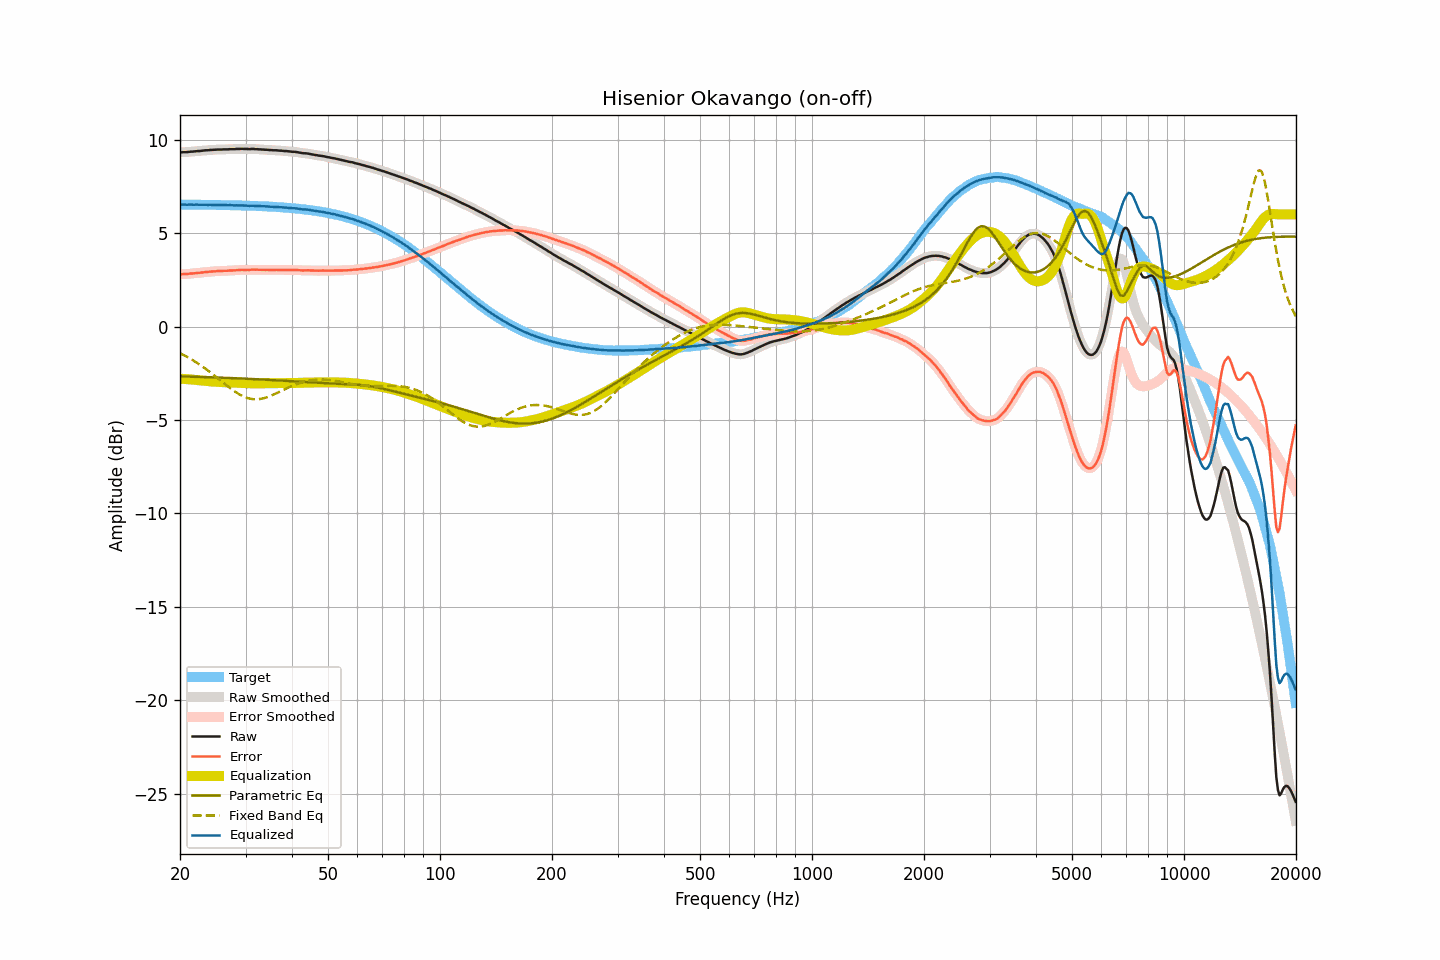 Hisenior Okavango (on-off)
Amplitude (dBr)
10
5
0
−5
−10
−15
−20
−25
Target
Raw Smoothed
Error Smoothed
Raw
Error
Equalization
Parametric Eq
Fixed Band Eq
Equalized
20 50 100 200 500 1000 2000 5000 10000 20000
Frequency (Hz)